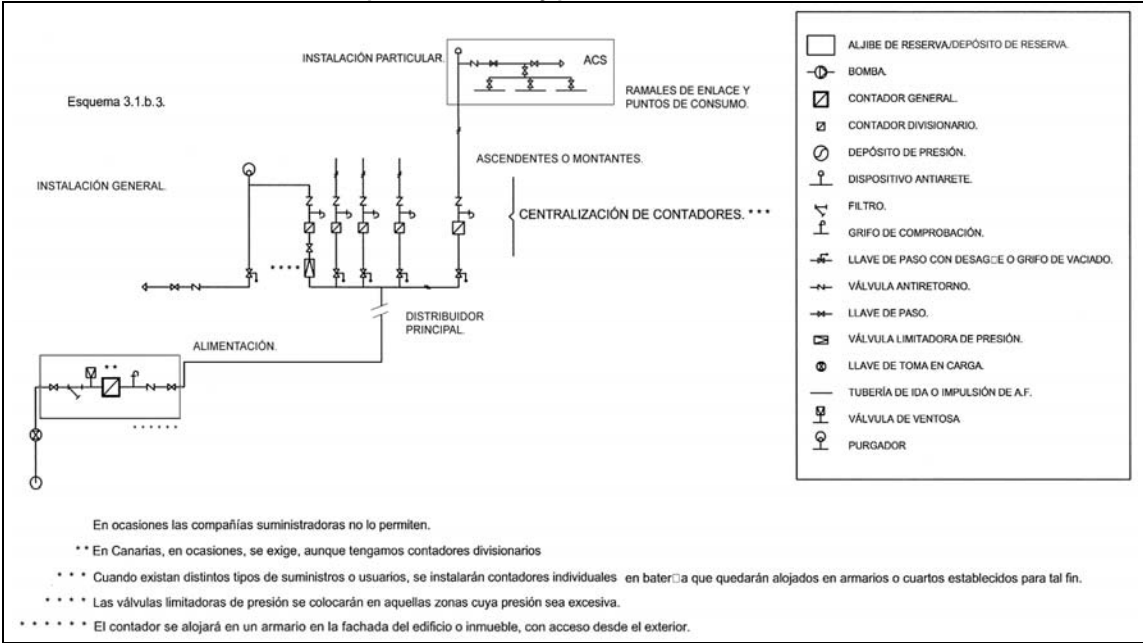 INSTALACIÓN PARTICULAR.
ACS
RAMALES DE ENLACE Y
PUNTOS DE CONSUMO.
Esquema 3.1.b.3.
ASCENDENTES O MONTANTES.
INSTALACIÓN GENERAL.
CENTRALIZACIÓN DE CONTADORES. * * *
* * * *
DISTRIBUIDOR
PRINCIPAL.
ALIMENTACIÓN.
* *
* * * * * *
ALJIBE DE RESERVA/DEPÓSITO DE RESERVA.
BOMBA.
CONTADOR GENERAL.
CONTADOR DIVISIONARIO.
DEPÓSITO DE PRESIÓN.
DISPOSITIVO ANTIARETE.
FILTRO.
GRIFO DE COMPROBACIÓN.
LLAVE DE PASO CON DESAG□E O GRIFO DE VACIADO.
VÁLVULA ANTIRETORNO.
LLAVE DE PASO.
VÁLVULA LIMITADORA DE PRESIÓN.
LLAVE DE TOMA EN CARGA.
TUBERÍA DE IDA O IMPULSIÓN DE A.F.
VÁLVULA DE VENTOSA
PURGADOR
En ocasiones las compañías suministradoras no lo permiten.
* * En Canarias, en ocasiones, se exige, aunque tengamos contadores divisionarios
* * * Cuando existan distintos tipos de suministros o usuarios, se instalarán contadores individuales en bater□a que quedarán alojados en armarios o cuartos establecidos para tal fin.
* * * * Las válvulas limitadoras de presión se colocarán en aquellas zonas cuya presión sea excesiva.
* * * * * * El contador se alojará en un armario en la fachada del edificio o inmueble, con acceso desde el exterior.